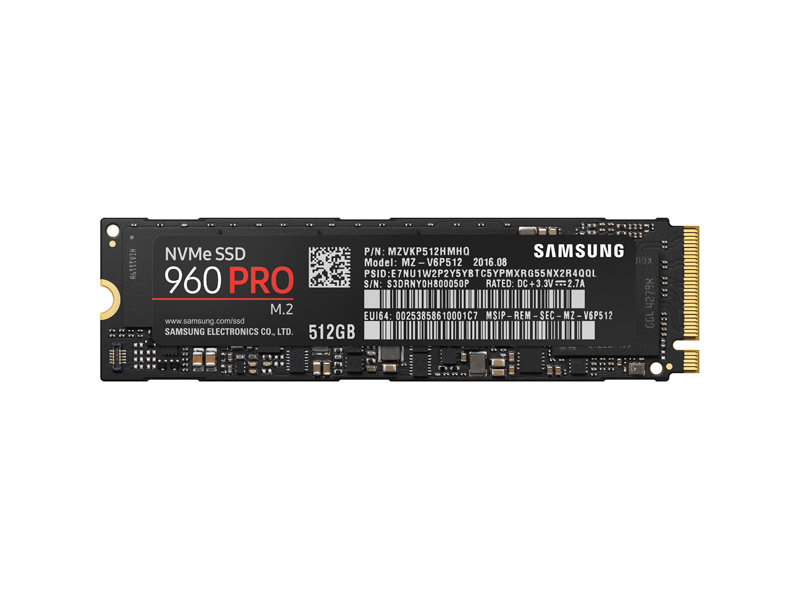 NVMe SSD
960 PRO
M.2
www.samsung.com/ssd
SAMSUNG ELECTRONICS CO., LTD.
512GB
P/N: MZVKP512HMHQ
Model: MZ-V6P512 2016.08
PSID: E7NU1W2P2Y5YBTC5YPMXRG55NX2R4QQL
S/N: S3DRNY0H800050P RATED: DC+3.3V⎓2.7A
EUI64: 00253858610001C7 MSIP-REM-SEC-MZ-V6P512
SAMSUNG